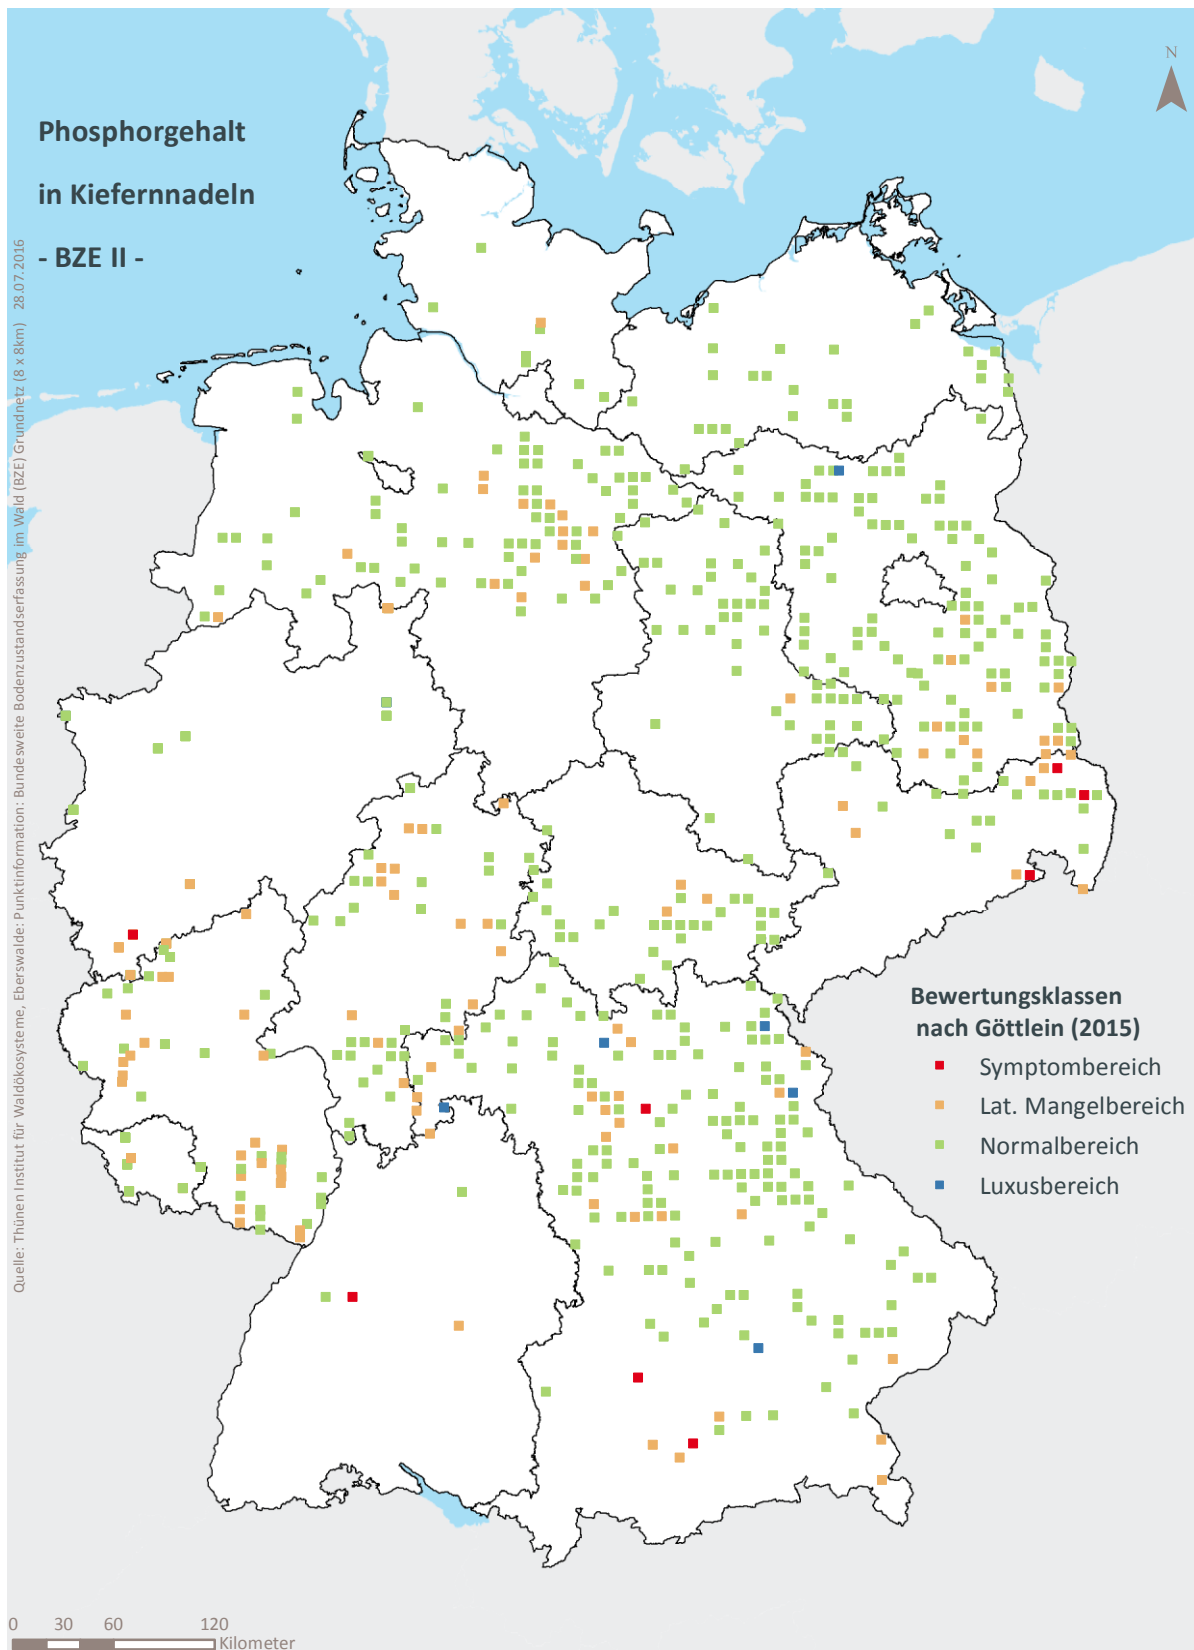 Phosphorgehalt
in Kiefernnadeln
- BZE II -
N
Quelle: Thünen Institut für Waldökosysteme, Eberswalde: Punktinformation: Bundesweite Bodenzustandserfassung im Wald (BZE) Grundnetz (8 x 8km) 28.07.2016
Bewertungsklassen
nach Göttlein (2015)
Symptombereich
Lat. Mangelbereich
Normalbereich
Luxusbereich
0 30 60 120
Kilometer